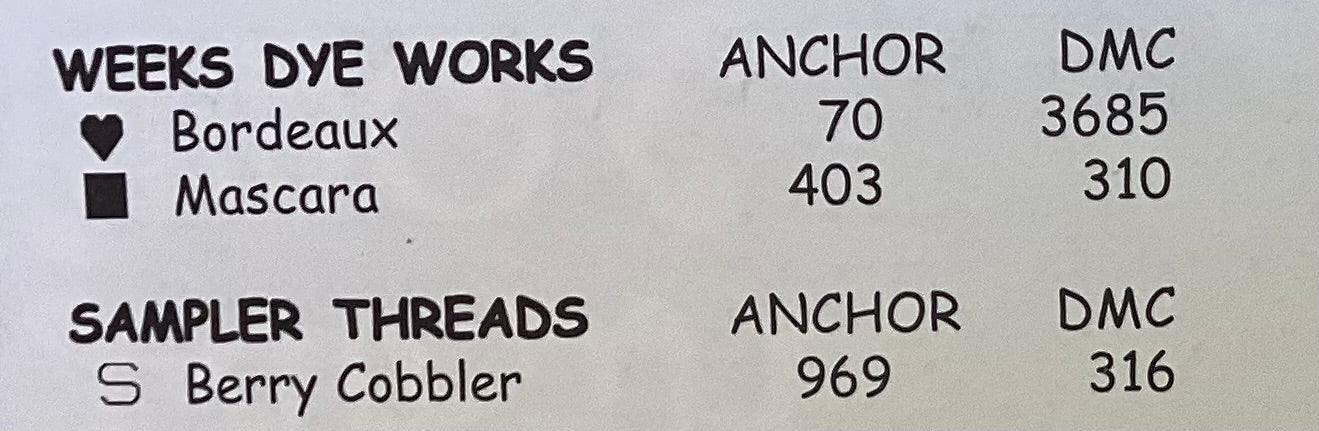 WEEKS DYE WORKS ANCHOR DMC
♥ Bordeaux 70 3685
■ Mascara 403 310
SAMPLER THREADS ANCHOR DMC
S Berry Cobbler 969 316